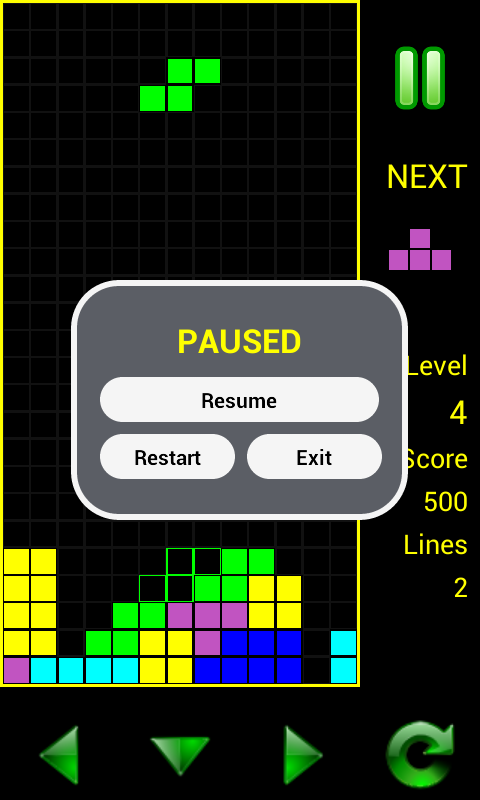 NEXT
PAUSED
Resume
Restart
Exit
Level
4
Score
500
Lines
2